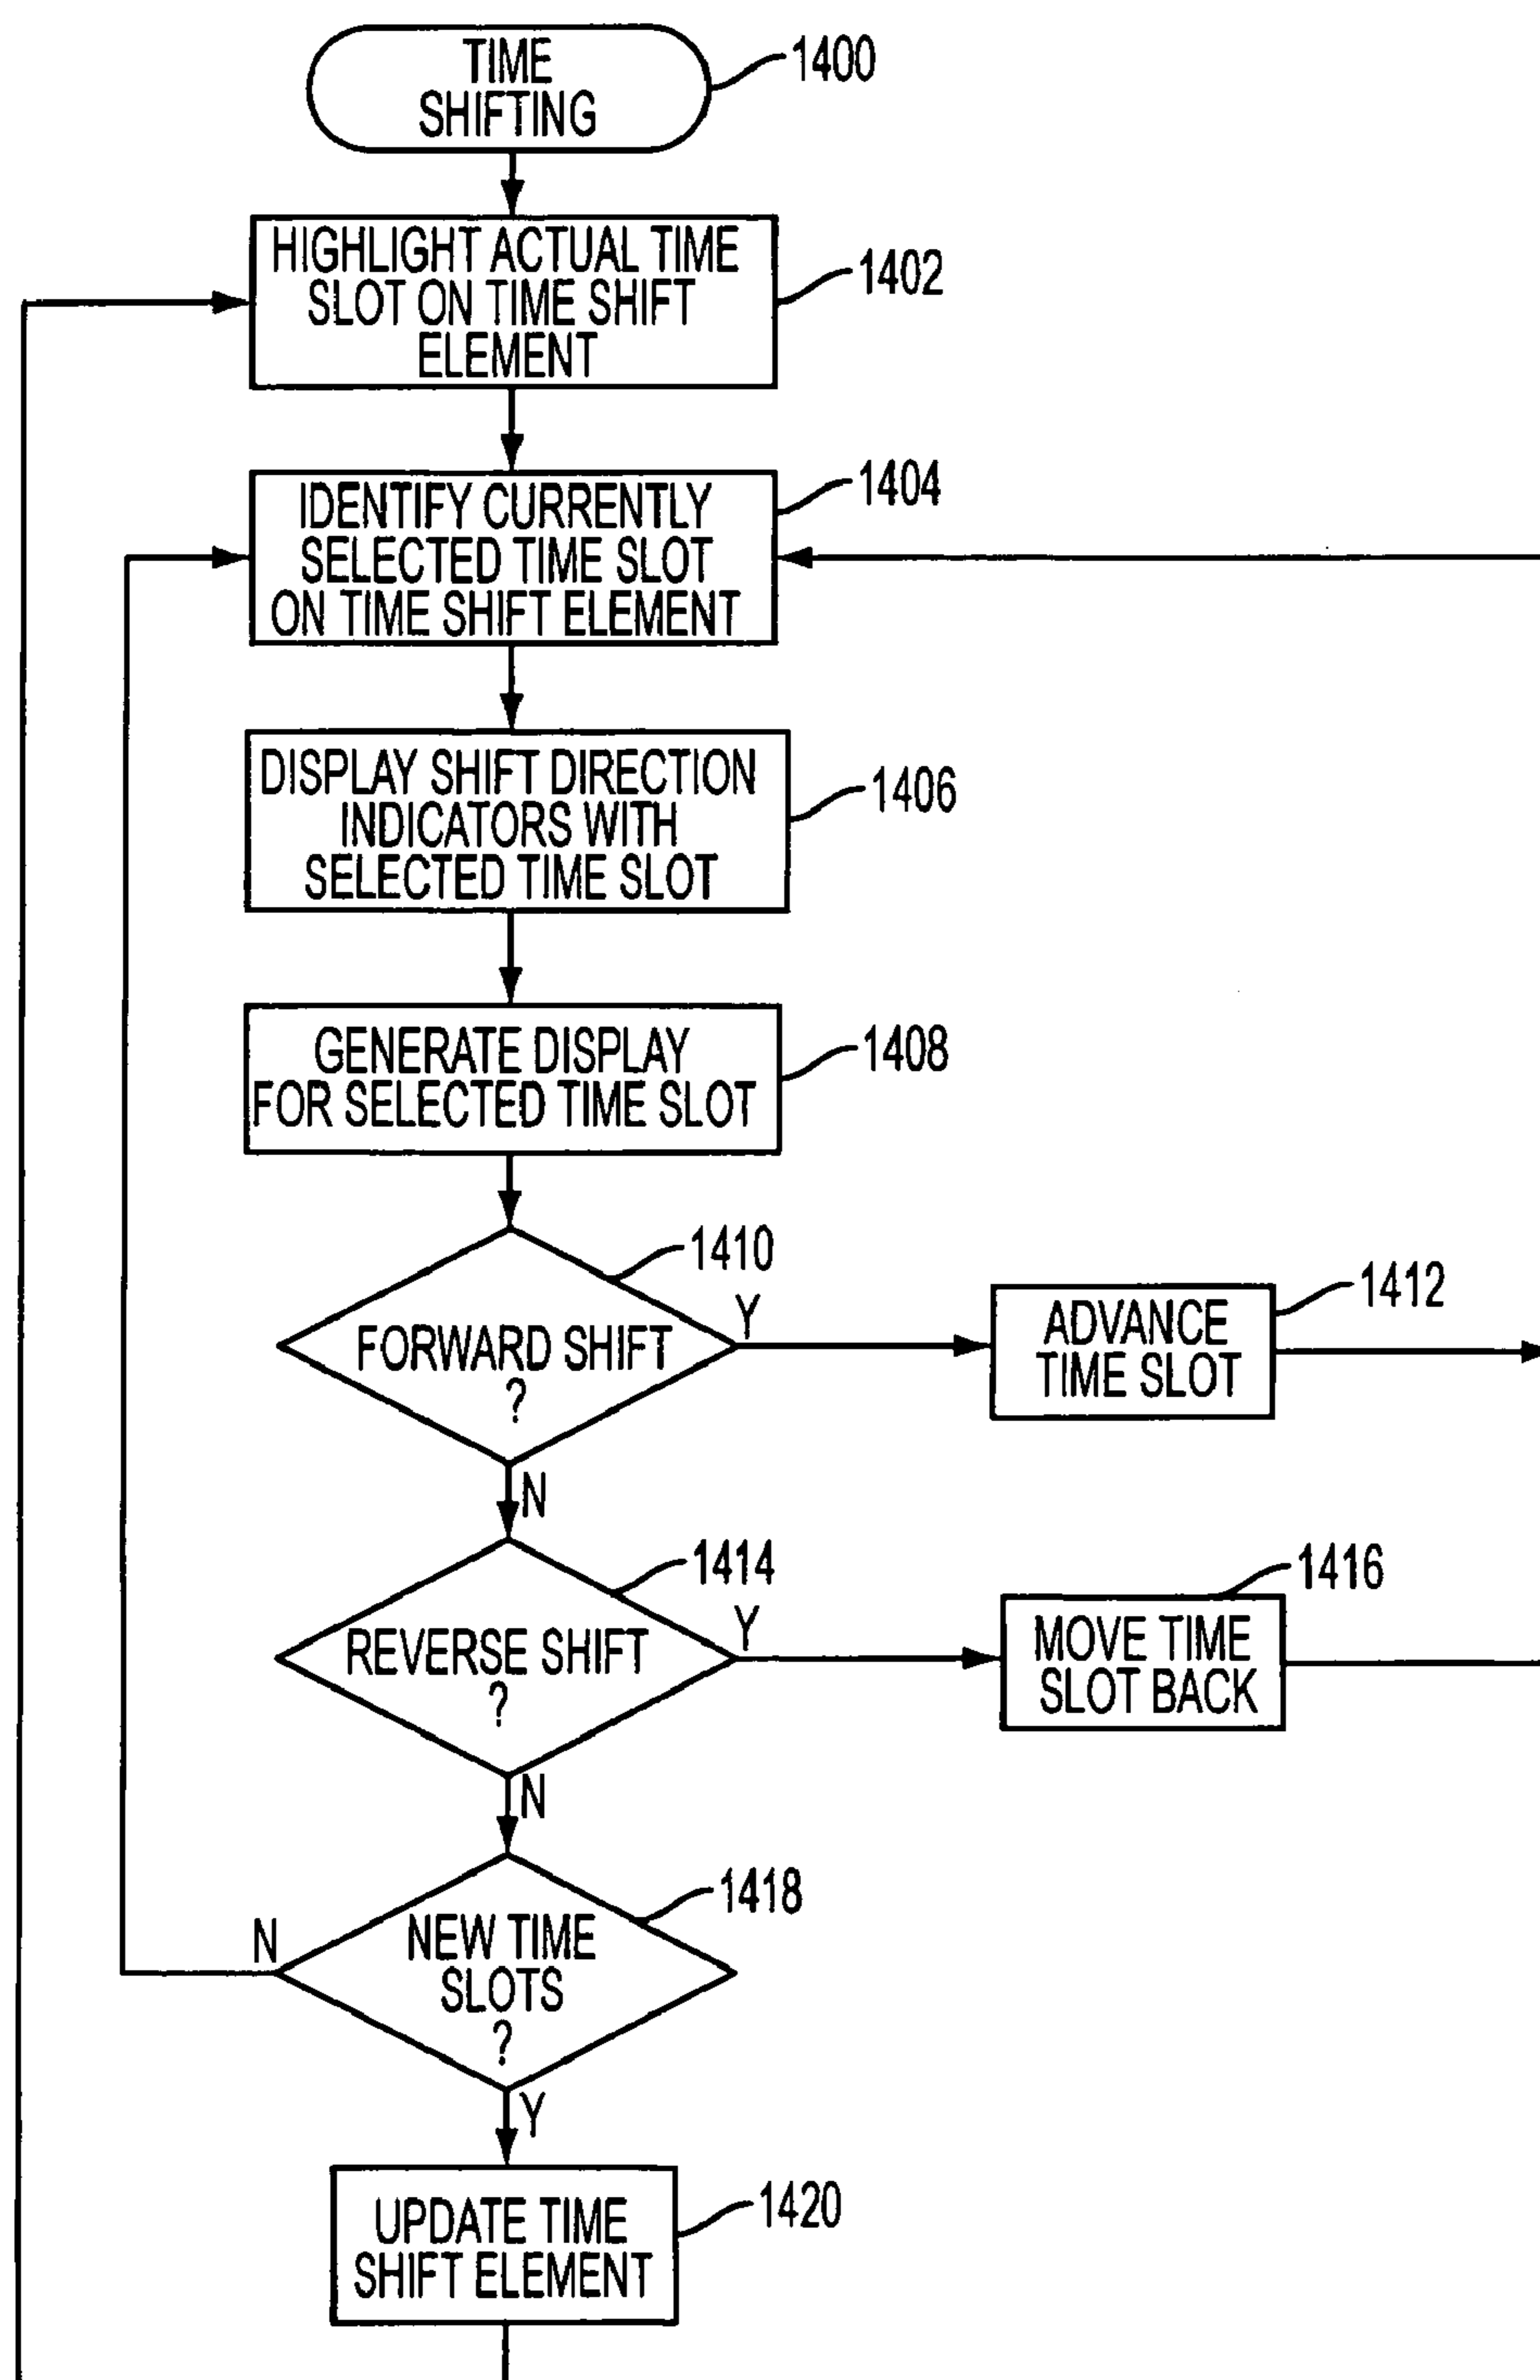 TIME
SHIFTING
1400
HIGHLIGHT ACTUAL TIME
SLOT ON TIME SHIFT
ELEMENT
1402
IDENTIFY CURRENTLY
SELECTED TIME SLOT
ON TIME SHIFT ELEMENT
1404
DISPLAY SHIFT DIRECTION
INDICATORS WITH
SELECTED TIME SLOT
1406
GENERATE DISPLAY
FOR SELECTED TIME SLOT
1408
1410
FORWARD SHIFT
?
Y
N
1412
ADVANCE
TIME SLOT
1414
REVERSE SHIFT
?
Y
N
1416
MOVE TIME
SLOT BACK
1418
NEW TIME
SLOTS
?
N
Y
1420
UPDATE TIME
SHIFT ELEMENT